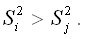 $S_i^2 > S_j^2$ .